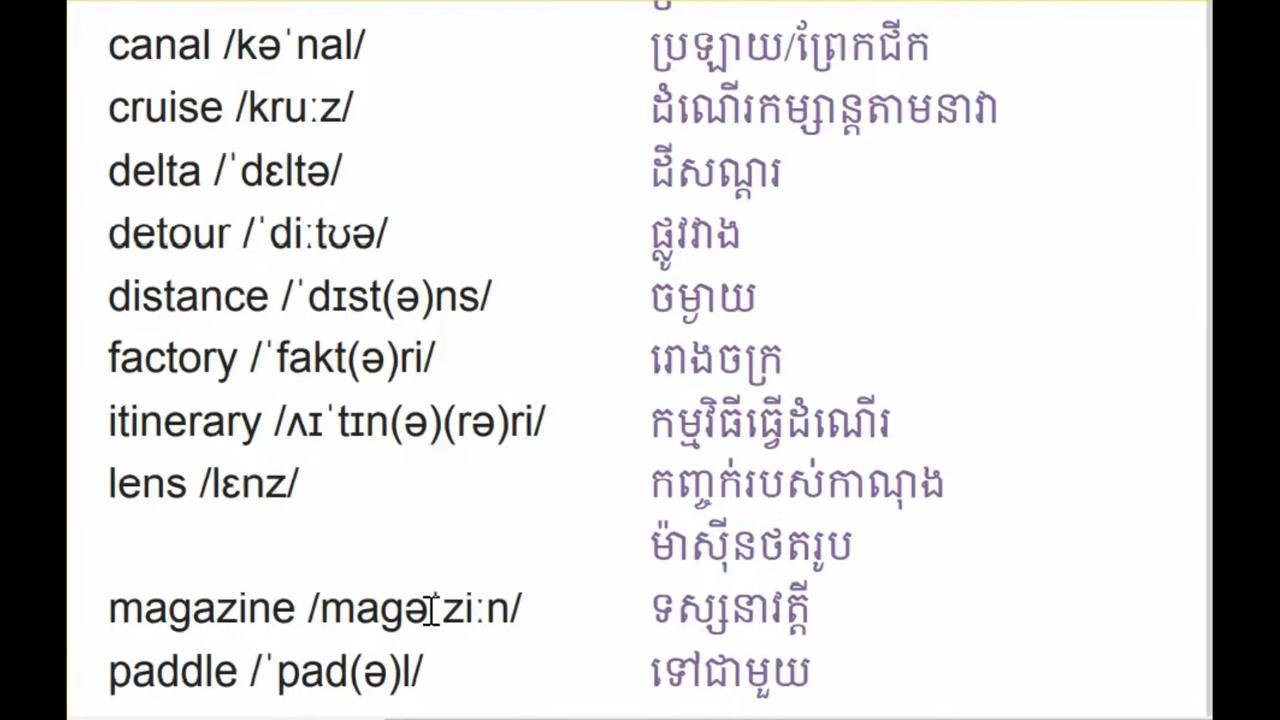 canal /kəˈnal/ ប្រឡាយ/ព្រែកជីក
cruise /kruːz/ ដំណើរកម្សាន្តតាមនាវា
delta /ˈdɛltə/ ដីសណ្ដរ
detour /ˈdiːtʊə/ ផ្លូវវាង
distance /ˈdɪst(ə)ns/ ចម្ងាយ
factory /ˈfakt(ə)ri/ រោងចក្រ
itinerary /ʌɪˈtɪn(ə)(rə)ri/ កម្មវិធីធ្វើដំណើរ
lens /lɛnz/ កញ្ចក់របស់កាណុង
ម៉ាស៊ីនថតរូប
magazine /magəˈziːn/ ទស្សនាវត្តី
paddle /ˈpad(ə)l/ ទៅជាមួយ